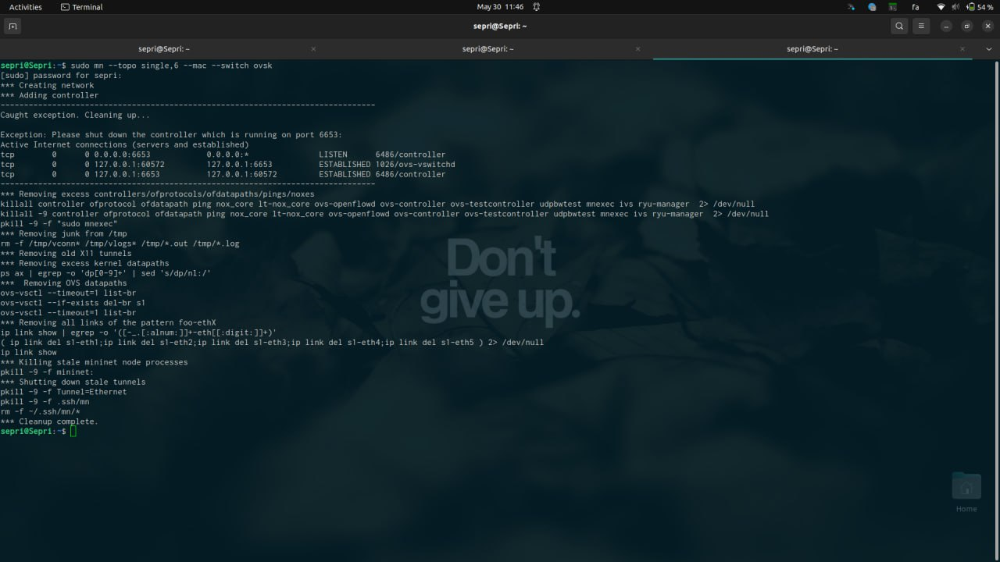 Activities
Terminal
May 30 11:46
fa
54 %
sepri@Sepri: ~
sepri@Sepri: ~
sepri@Sepri: ~
sepri@Sepri: ~
sepri@Sepri:~$ sudo mn --topo single,6 --mac --switch ovsk
[sudo] password for sepri:
*** Creating network
*** Adding controller
--------------------------------------------------------------------------------
Caught exception. Cleaning up...
Exception: Please shut down the controller which is running on port 6653:
Active Internet connections (servers and established)
tcp        0      0 0.0.0.0:6653            0.0.0.0:*               LISTEN      6486/controller
tcp        0      0 127.0.0.1:60572         127.0.0.1:6653          ESTABLISHED 1026/ovs-vswitchd
tcp        0      0 127.0.0.1:6653          127.0.0.1:60572         ESTABLISHED 6486/controller
--------------------------------------------------------------------------------
*** Removing excess controllers/ofprotocols/ofdatapaths/pings/noxes
killall controller ofprotocol ofdatapath ping nox_core lt-nox_core ovs-openflowd ovs-controller ovs-testcontroller udpbwtest mnexec ivs ryu-manager  2> /dev/null
killall -9 controller ofprotocol ofdatapath ping nox_core lt-nox_core ovs-openflowd ovs-controller ovs-testcontroller udpbwtest mnexec ivs ryu-manager  2> /dev/null
pkill -9 -f "sudo mnexec"
*** Removing junk from /tmp
rm -f /tmp/vconn* /tmp/vlogs* /tmp/*.out /tmp/*.log
*** Removing old X11 tunnels
*** Removing excess kernel datapaths
ps ax | egrep -o 'dp[0-9]+' | sed 's/dp/nl:/'
***  Removing OVS datapaths
ovs-vsctl --timeout=1 list-br
ovs-vsctl --if-exists del-br s1
ovs-vsctl --timeout=1 list-br
*** Removing all links of the pattern foo-ethX
ip link show | egrep -o '([-_.[:alnum:]]+-eth[[:digit:]]+)'
( ip link del s1-eth1;ip link del s1-eth2;ip link del s1-eth3;ip link del s1-eth4;ip link del s1-eth5 ) 2> /dev/null
ip link show
*** Killing stale mininet node processes
pkill -9 -f mininet:
*** Shutting down stale tunnels
pkill -9 -f Tunnel=Ethernet
pkill -9 -f .ssh/mn
rm -f ~/.ssh/mn/*
*** Cleanup complete.
sepri@Sepri:~$
Don't
give up.
Home